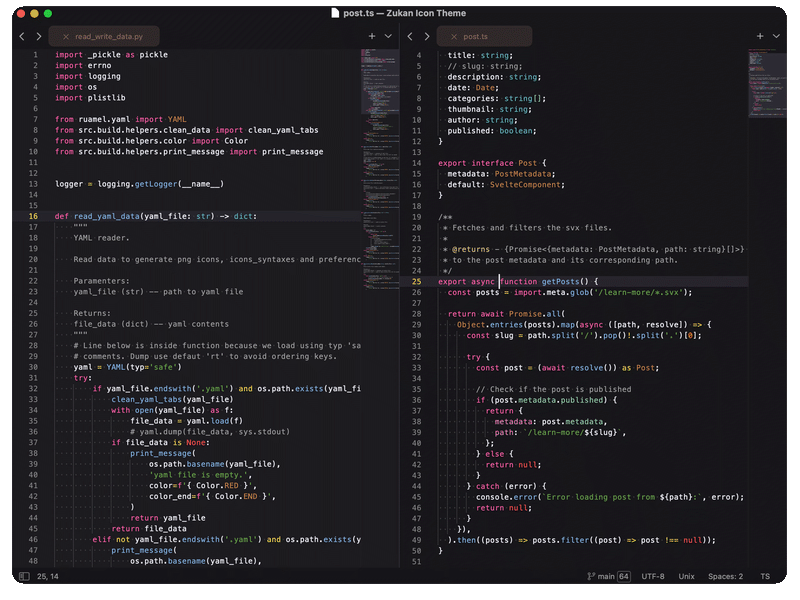 post.ts — Zukan Icon Theme
read_write_data.py
1 import _pickle as pickle
2 import errno
3 import logging
4 import os
5 import plistlib
6
7 from ruamel.yaml import YAML
8 from src.build.helpers.clean_data import clean_yaml_tabs
9 from src.build.helpers.color import Color
10 from src.build.helpers.print_message import print_message
11
12
13 logger = logging.getLogger(__name__)
14
15
16 def read_yaml_data(yaml_file: str) -> dict:
17 """
18 YAML reader.
19
20 Read data to generate png icons, icons_syntaxes and preferenc
21
22 Paramenters:
23 yaml_file (str) -- path to yaml file
24
25 Returns:
26 file_data (dict) -- yaml contents
27 """
28 # Line below is inside function because we load using typ 'sa
29 # comments. Dump use defaut 'rt' to avoid ordering keys.
30 yaml = YAML(typ='safe')
31 try:
32 if yaml_file.endswith('.yaml') and os.path.exists(yaml_fi
33 clean_yaml_tabs(yaml_file)
34 with open(yaml_file) as f:
35 file_data = yaml.load(f)
36 # yaml.dump(file_data, sys.stdout)
37 if file_data is None:
38 print_message(
39 os.path.basename(yaml_file),
40 'yaml file is empty.',
41 color=f'{ Color.RED }',
42 color_end=f'{ Color.END }',
43 )
44 return yaml_file
45 return file_data
46 elif not yaml_file.endswith('.yaml') and os.path.exists(y
47 print_message(
48 os.path.basename(yaml_file),
post.ts
4 title: string;
5 // slug: string;
6 description: string;
7 date: Date;
8 categories: string[];
9 thumbnail: string;
10 author: string;
11 published: boolean;
12 }
13
14 export interface Post {
15 metadata: PostMetadata;
16 default: SvelteComponent;
17 }
18
19 /**
20 * Fetches and filters the svx files.
21 *
22 * @returns - {Promise<{metadata: PostMetadata, path: string}[]>}
23 * to the post metadata and its corresponding path.
24 */
25 export async function getPosts() {
26 const posts = import.meta.glob('/learn-more/*.svx');
27
28 return await Promise.all(
29 Object.entries(posts).map(async ([path, resolve]) => {
30 const slug = path.split('/').pop()!.split('.')[0];
31
32 try {
33 const post = (await resolve()) as Post;
34
35 // Check if the post is published
36 if (post.metadata.published) {
37 return {
38 metadata: post.metadata,
39 path: `/learn-more/${slug}`,
40 };
41 } else {
42 return null;
43 }
44 } catch (error) {
45 console.error(`Error loading post from ${path}:`, error);
46 return null;
47 }
48 }),
49 ).then((posts) => posts.filter((post) => post !== null));
50 }
51
25, 14
main 64 UTF-8 Unix Spaces: 2 TS